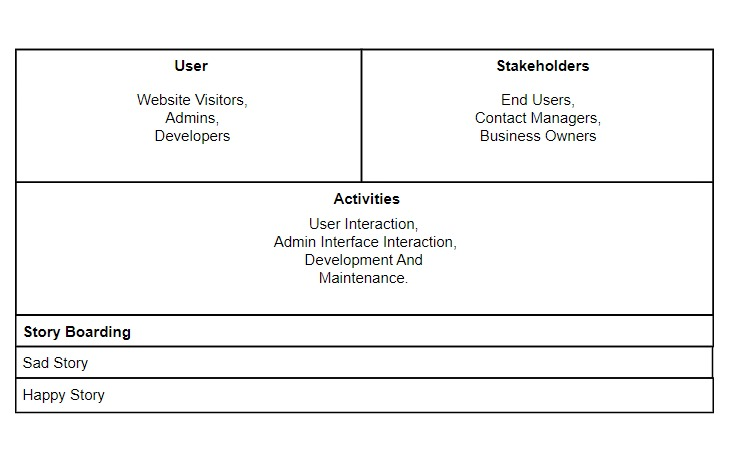 User
Website Visitors,
Admins,
Developers
Stakeholders
End Users,
Contact Managers,
Business Owners
Activities
User Interaction,
Admin Interface Interaction,
Development And
Maintenance.
Story Boarding
Sad Story
Happy Story